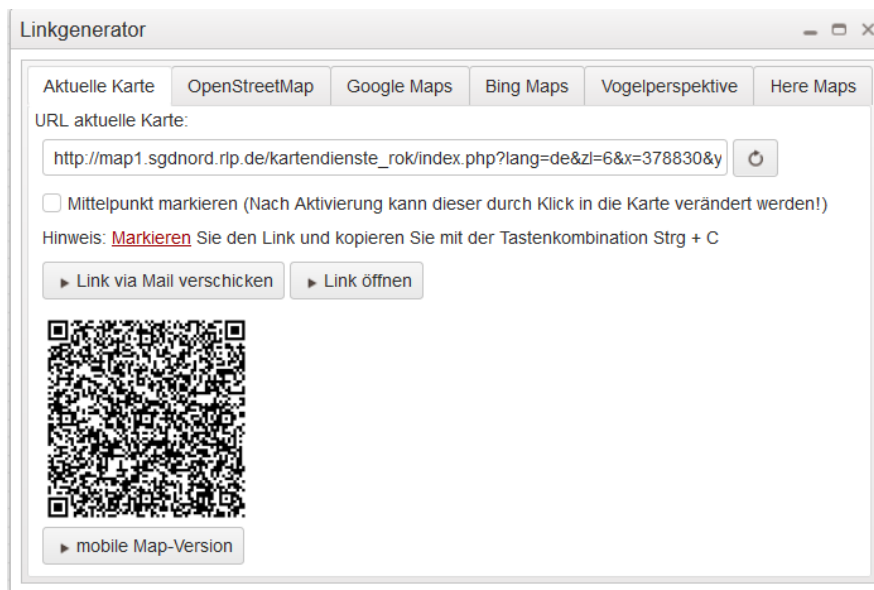 Linkgenerator
Aktuelle Karte OpenStreetMap Google Maps Bing Maps Vogelperspektive Here Maps
URL aktuelle Karte:
http://map1.sgdnord.rlp.de/kartendienste_rok/index.php?lang=de&zl=6&x=378830&y
Mittelpunkt markieren (Nach Aktivierung kann dieser durch Klick in die Karte verändert werden!)
Hinweis: Markieren Sie den Link und kopieren Sie mit der Tastenkombination Strg + C
Link via Mail verschicken Link öffnen
mobile Map-Version